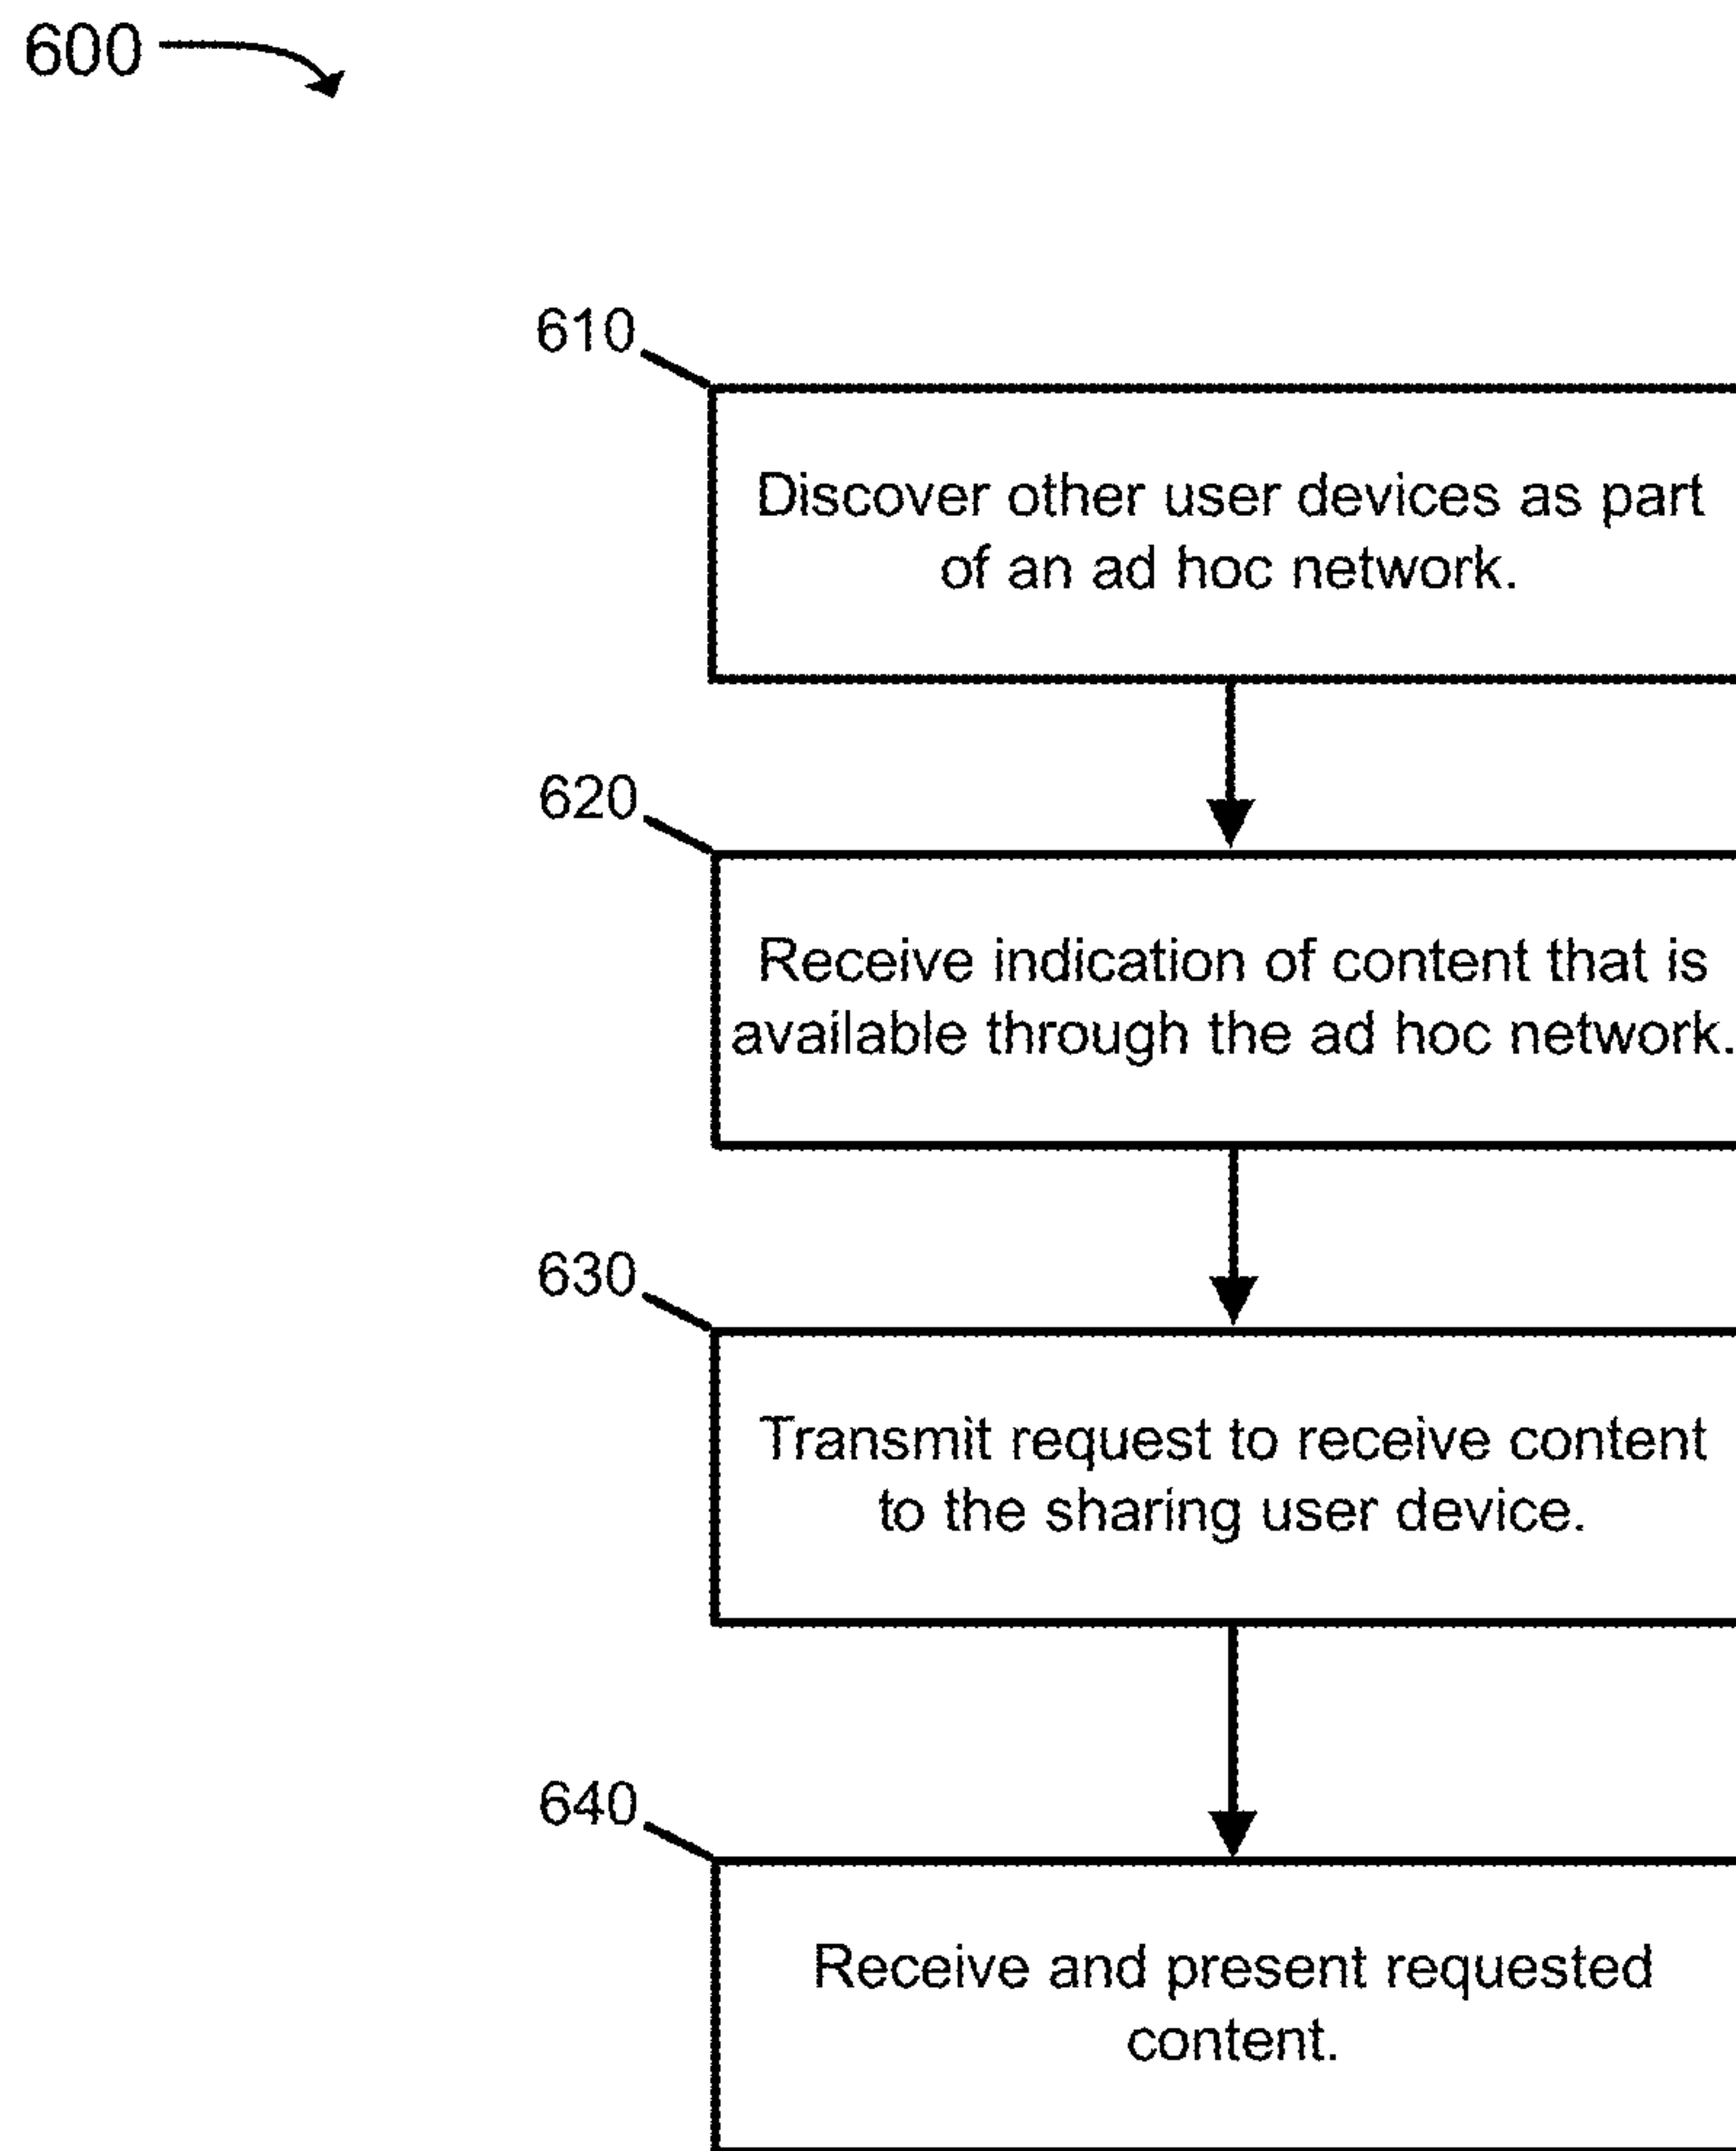 600
610
Discover other user devices as part
of an ad hoc network.
620
Receive indication of content that is
available through the ad hoc network.
630
Transmit request to receive content
to the sharing user device.
640
Receive and present requested
content.